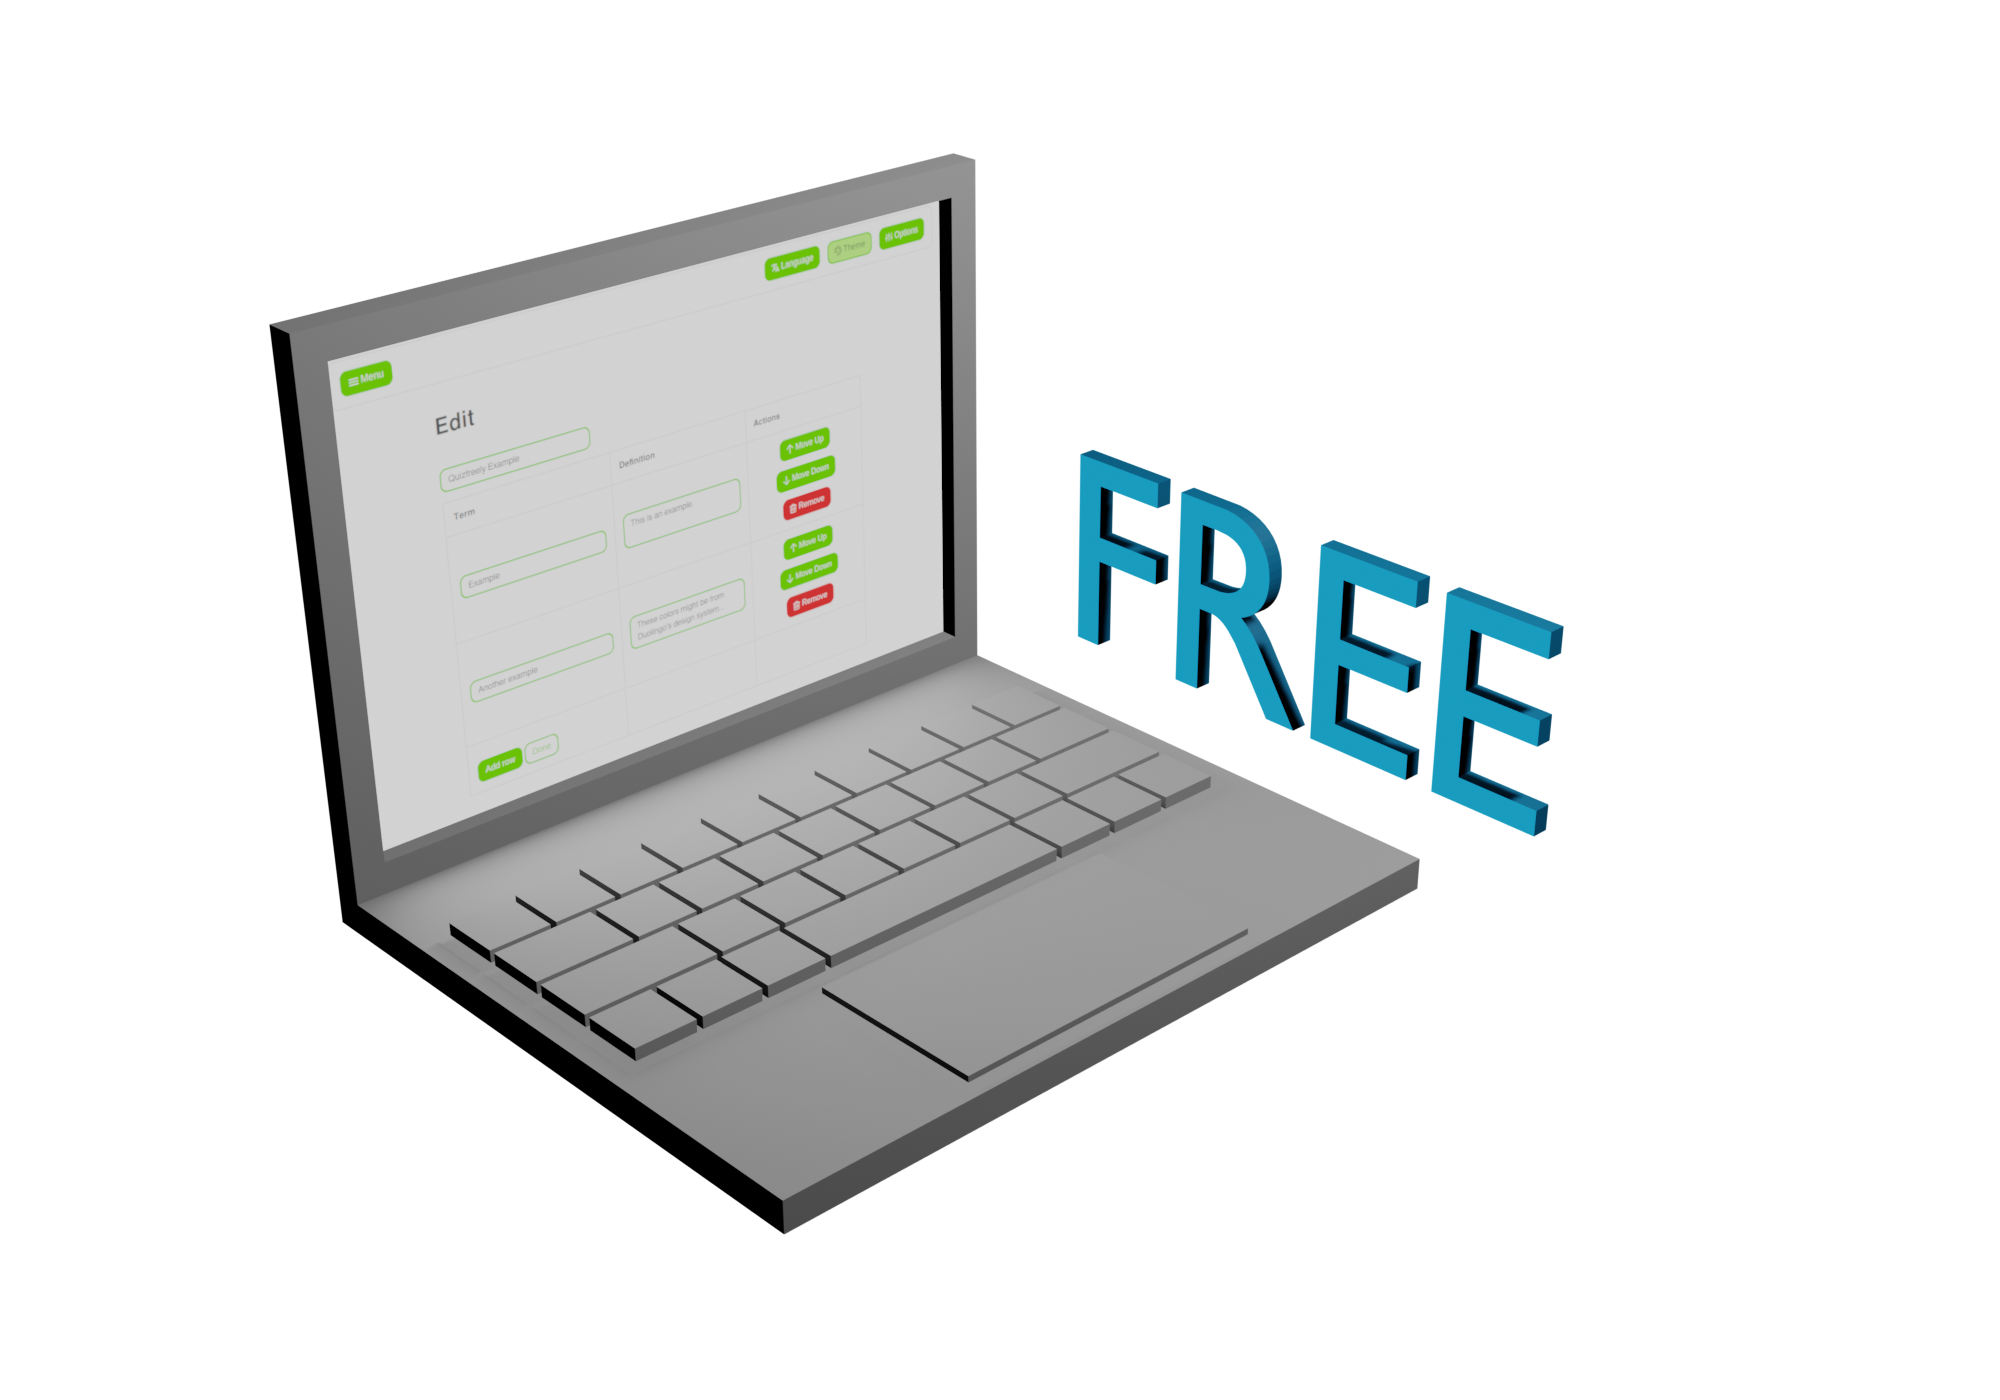 Language Theme Options
Menu
Edit
Quizfreely Example
Term Definition Actions
Example
This is an example
Move Up
Move Down
Remove
Another example
These colors might be from
Duolingo's design system...
Move Up
Move Down
Remove
Add row Done
FREE